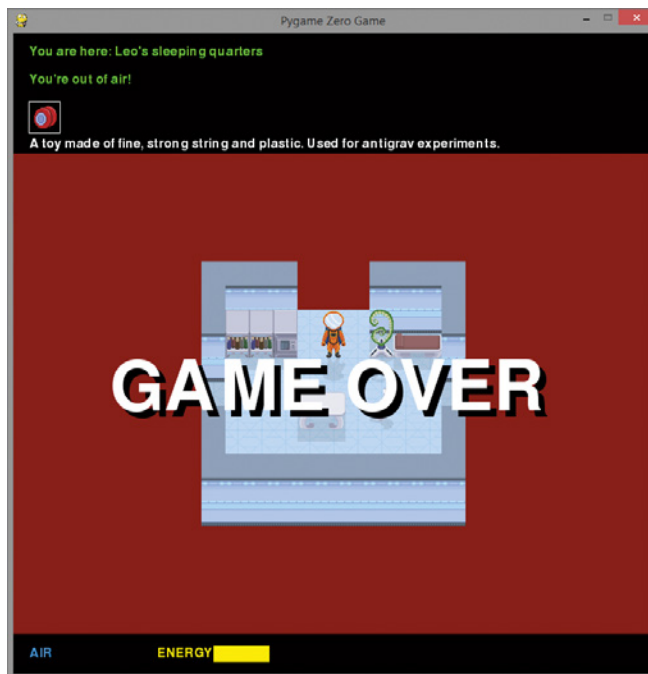 Pygame Zero Game
You are here: Leo's sleeping quarters
You're out of air!
A toy made of fine, strong string and plastic. Used for antigrav experiments.
GAME OVER
AIR ENERGY